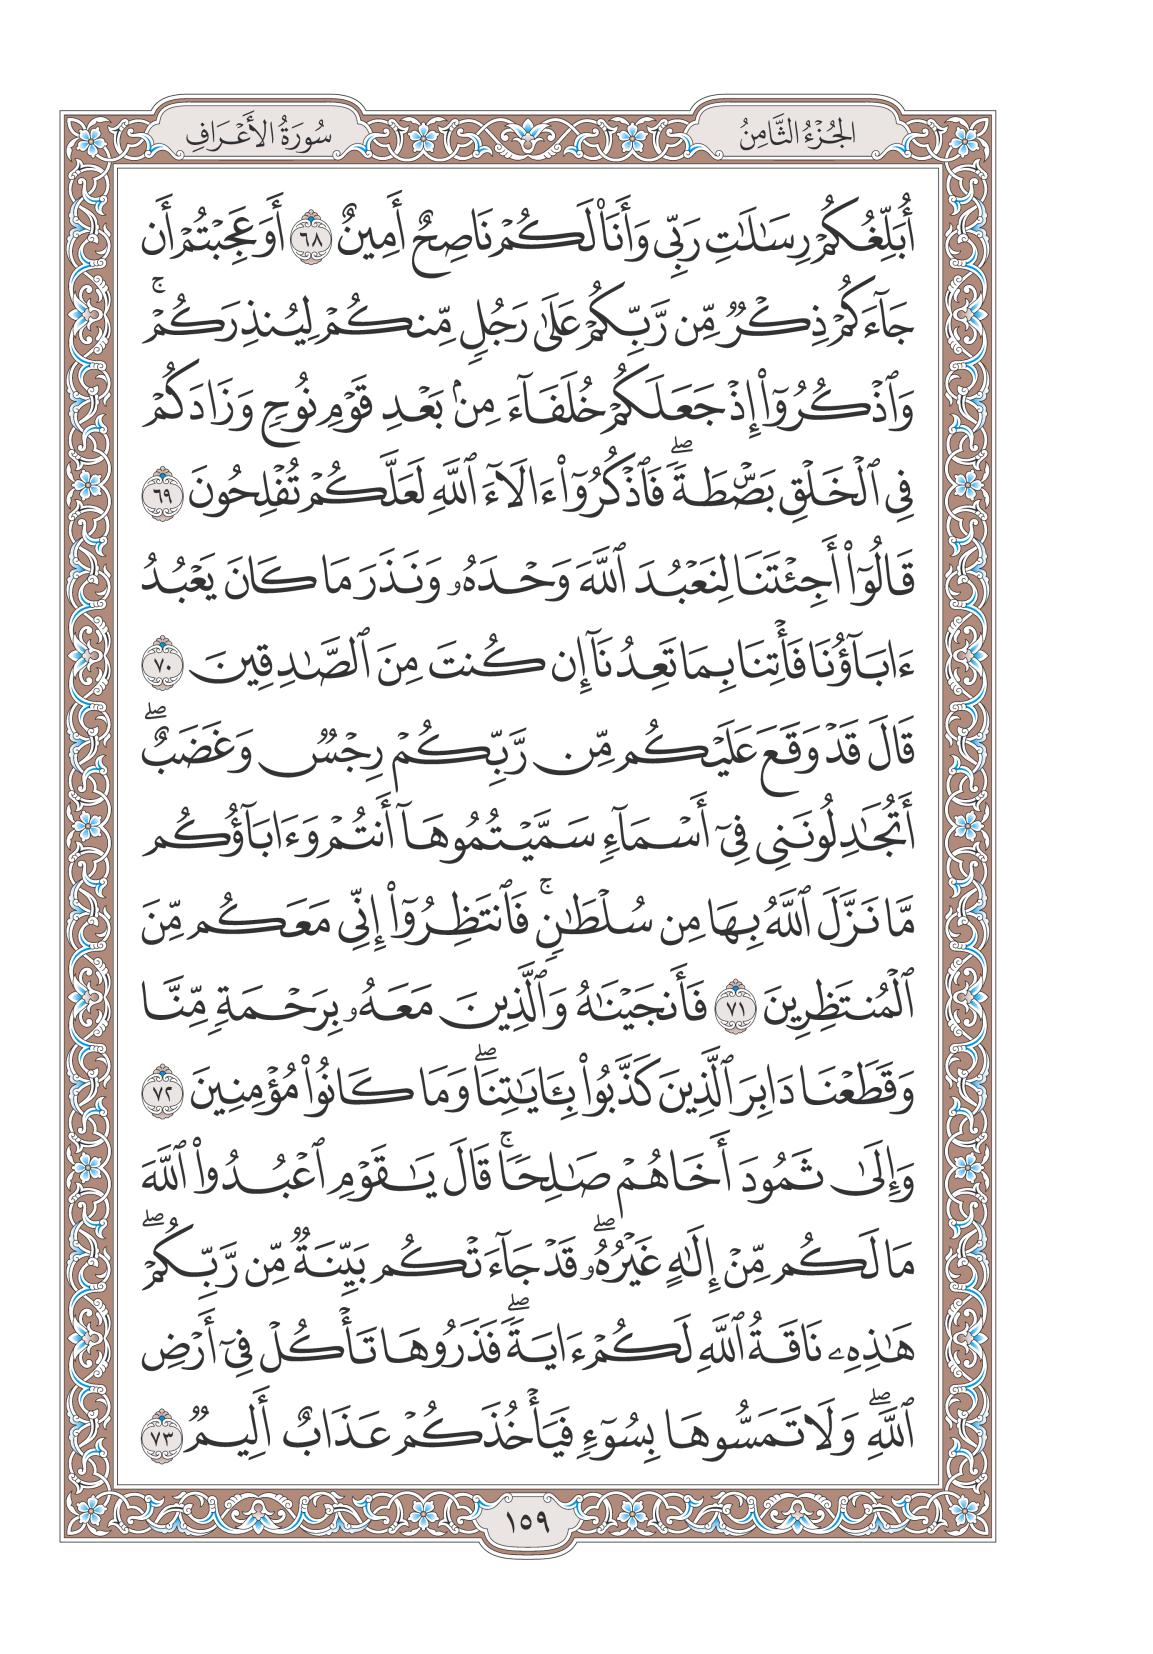 الجُزْءُ الثَّامِنُ
سُورَةُ الأَعْرَافِ
أُبَلِّغُكُمْ رِسَٰلَٰتِ رَبِّى وَأَنَا۠ لَكُمْ نَاصِحٌ أَمِينٌ ٦٨ أَوَعَجِبْتُمْ أَن
جَآءَكُمْ ذِكْرٌ مِّن رَّبِّكُمْ عَلَىٰ رَجُلٍ مِّنكُمْ لِيُنذِرَكُمْ ۚ
وَٱذْكُرُوٓا۟ إِذْ جَعَلَكُمْ خُلَفَآءَ مِنۢ بَعْدِ قَوْمِ نُوحٍ وَزَادَكُمْ
فِى ٱلْخَلْقِ بَصْۜطَةً ۖ فَٱذْكُرُوٓا۟ ءَالَآءَ ٱللَّهِ لَعَلَّكُمْ تُفْلِحُونَ ٦٩
قَالُوٓا۟ أَجِئْتَنَا لِنَعْبُدَ ٱللَّهَ وَحْدَهُۥ وَنَذَرَ مَا كَانَ يَعْبُدُ
ءَابَآؤُنَا فَأْتِنَا بِمَا تَعِدُنَآ إِن كُنتَ مِنَ ٱلصَّٰدِقِينَ ٧٠
قَالَ قَدْ وَقَعَ عَلَيْكُم مِّن رَّبِّكُمْ رِجْسٌ وَغَضَبٌ ۖ
أَتُجَٰدِلُونَنِى فِىٓ أَسْمَآءٍ سَمَّيْتُمُوهَآ أَنتُمْ وَءَابَآؤُكُم
مَّا نَزَّلَ ٱللَّهُ بِهَا مِن سُلْطَٰنٍ ۚ فَٱنتَظِرُوٓا۟ إِنِّى مَعَكُم مِّنَ
ٱلْمُنتَظِرِينَ ٧١ فَأَنجَيْنَٰهُ وَٱلَّذِينَ مَعَهُۥ بِرَحْمَةٍ مِّنَّا
وَقَطَعْنَا دَابِرَ ٱلَّذِينَ كَذَّبُوا۟ بِـَٔايَٰتِنَا ۖ وَمَا كَانُوا۟ مُؤْمِنِينَ ٧٢
وَإِلَىٰ ثَمُودَ أَخَاهُمْ صَٰلِحًا ۚ قَالَ يَٰقَوْمِ ٱعْبُدُوا۟ ٱللَّهَ
مَا لَكُم مِّنْ إِلَٰهٍ غَيْرُهُۥ ۖ قَدْ جَآءَتْكُم بَيِّنَةٌ مِّن رَّبِّكُمْ ۖ
هَٰذِهِۦ نَاقَةُ ٱللَّهِ لَكُمْ ءَايَةً ۖ فَذَرُوهَا تَأْكُلْ فِىٓ أَرْضِ
ٱللَّهِ ۖ وَلَا تَمَسُّوهَا بِسُوٓءٍ فَيَأْخُذَكُمْ عَذَابٌ أَلِيمٌ ٧٣
١٥٩